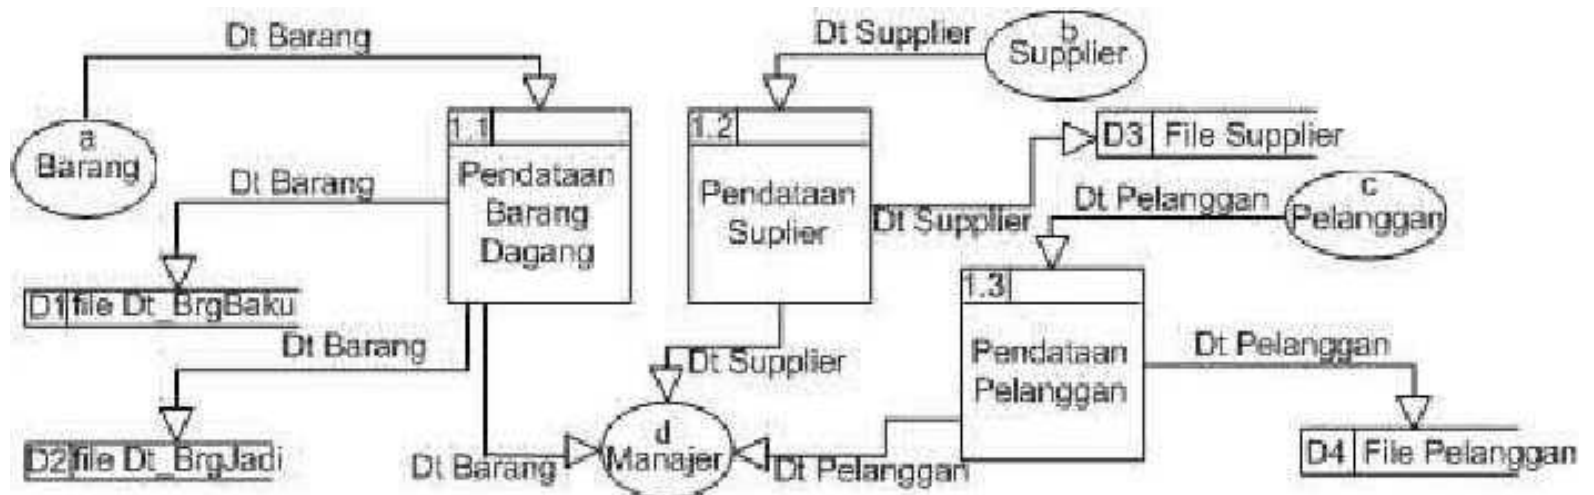 Dt Barang
Dt Supplier
b
Supplier
a
Barang
1.1
Pendataan
Barang
Dagang
1.2
Pendataan
Suplier
D3 File Supplier
Dt Barang
Dt Supplier
Dt Pelanggan
c
Pelanggan
D1 file Dt_BrgBaku
1.3
Pendataan
Pelanggan
Dt Barang
Dt Supplier
Dt Pelanggan
D2 file Dt_BrgJadi
Dt Barang
d
Manajer
Dt Pelanggan
D4 File Pelanggan